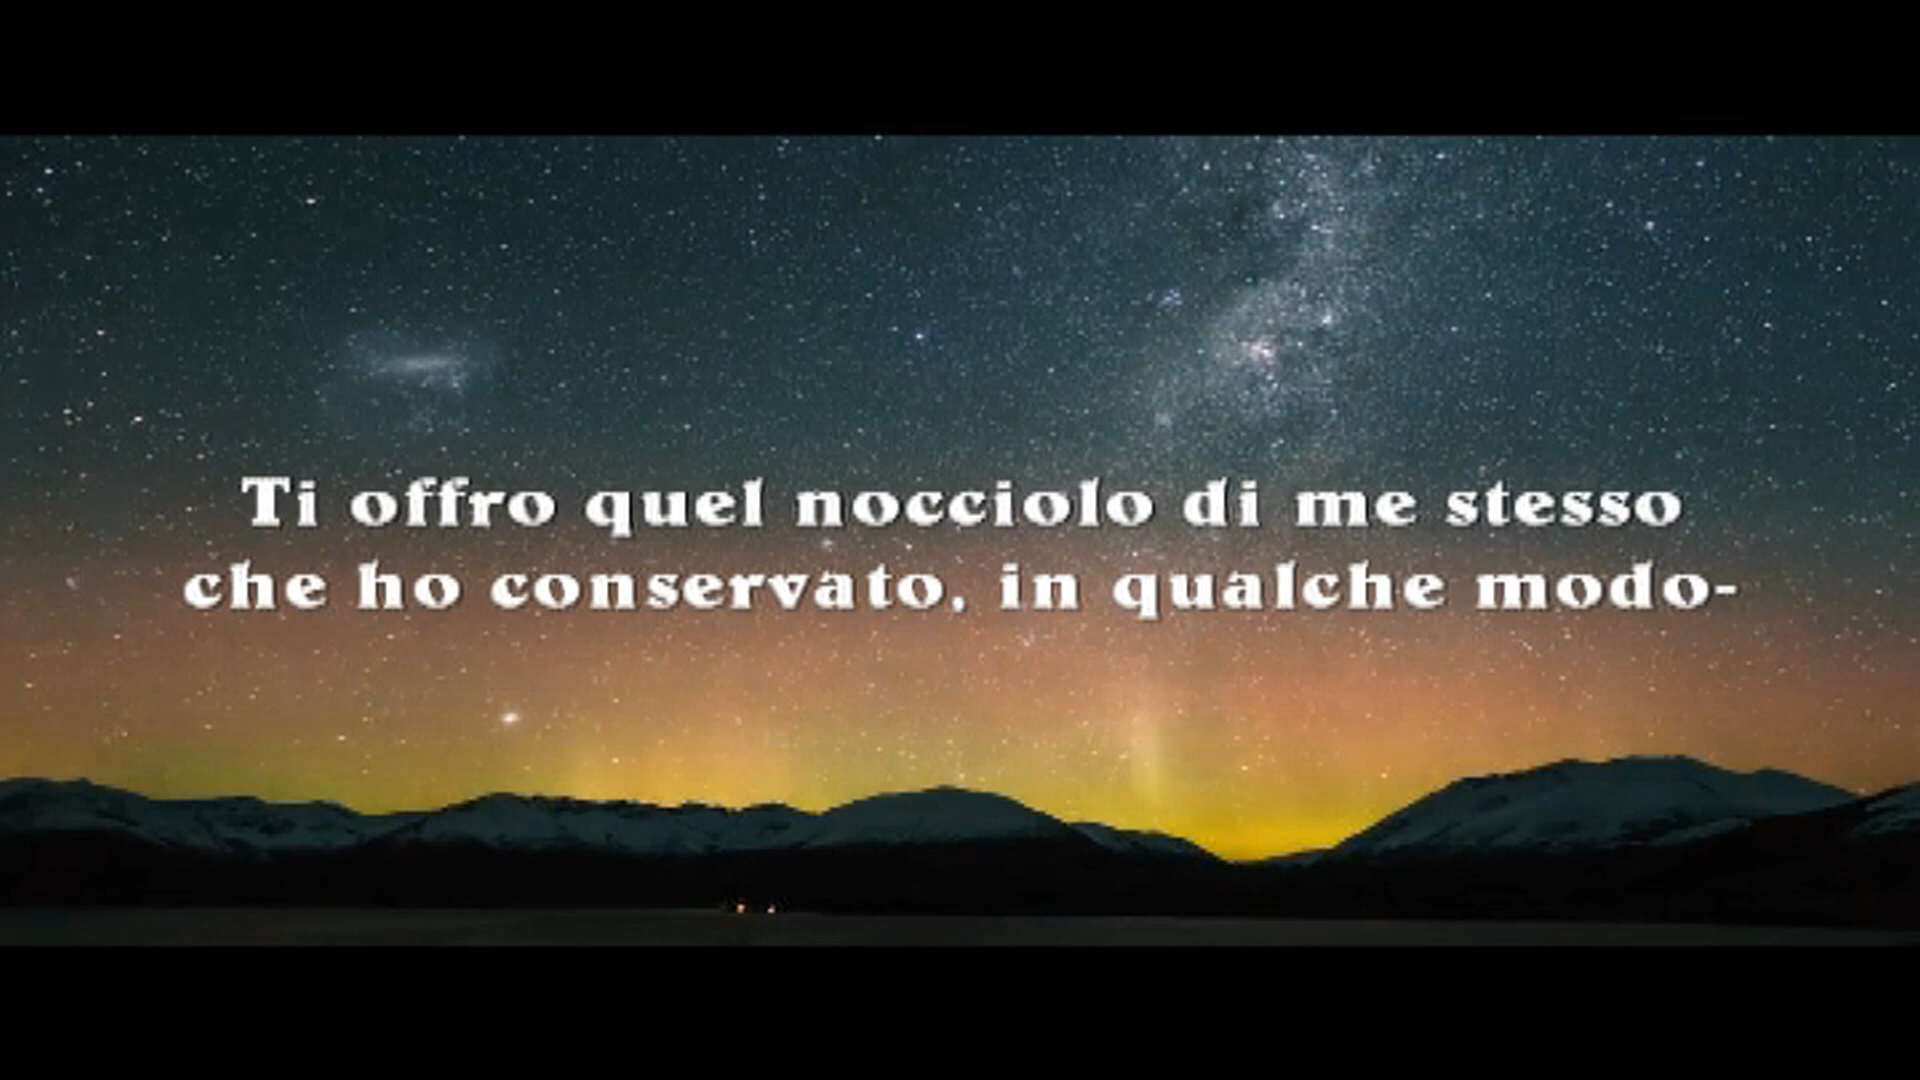 Ti offro quel nocciolo di me stesso
che ho conservato, in qualche modo-